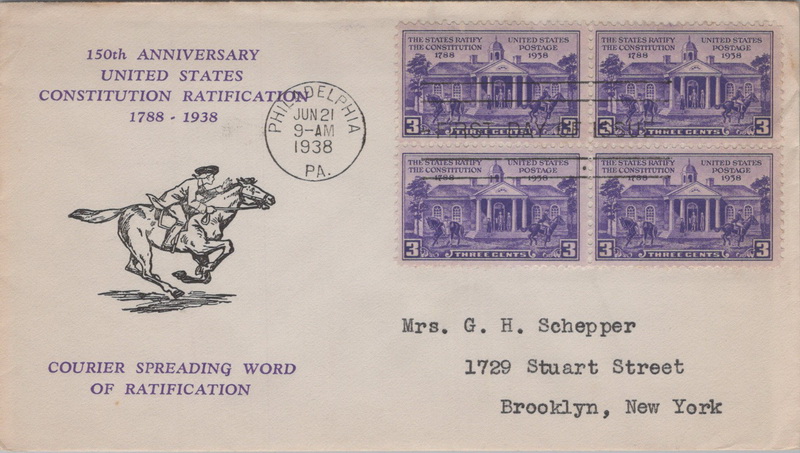 150th ANNIVERSARY
UNITED STATES
CONSTITUTION RATIFICATION
1788 - 1938
PHILADELPHIA
JUN 21
9-AM
1938
PA.
THE STATES RATIFY UNITED STATES
THE CONSTITUTION POSTAGE
1788 1938
3 THREE CENTS 3
THE STATES RATIFY UNITED STATES
THE CONSTITUTION POSTAGE
1788 1938
3 THREE CENTS 3
FIRST DAY OF ISSUE
THE STATES RATIFY UNITED STATES
THE CONSTITUTION POSTAGE
1788 1938
3 THREE CENTS 3
THE STATES RATIFY UNITED STATES
THE CONSTITUTION POSTAGE
1788 1938
3 THREE CENTS 3
COURIER SPREADING WORD
OF RATIFICATION
Mrs. G. H. Schepper
1729 Stuart Street
Brooklyn, New York